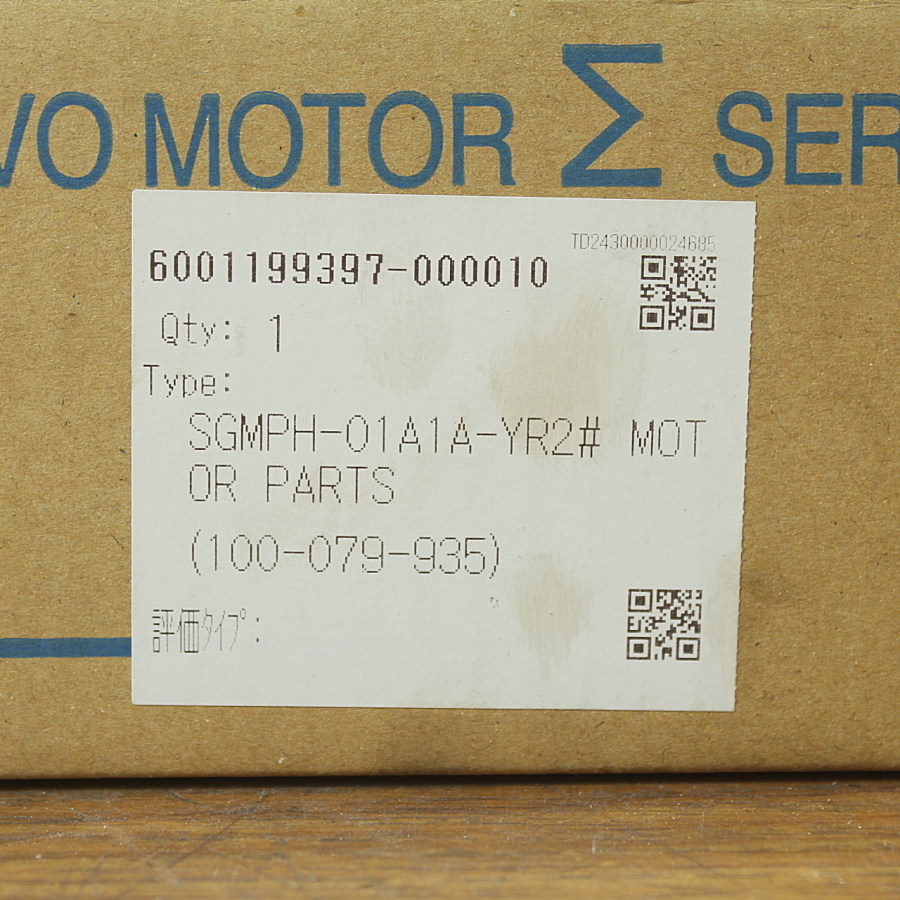 VO MOTOR Σ SER
TD2430000024685
6001199397-000010
Qty: 1
Type:
SGMPH-01A1A-YR2# MOT
OR PARTS
(100-079-935)
評価タイプ: